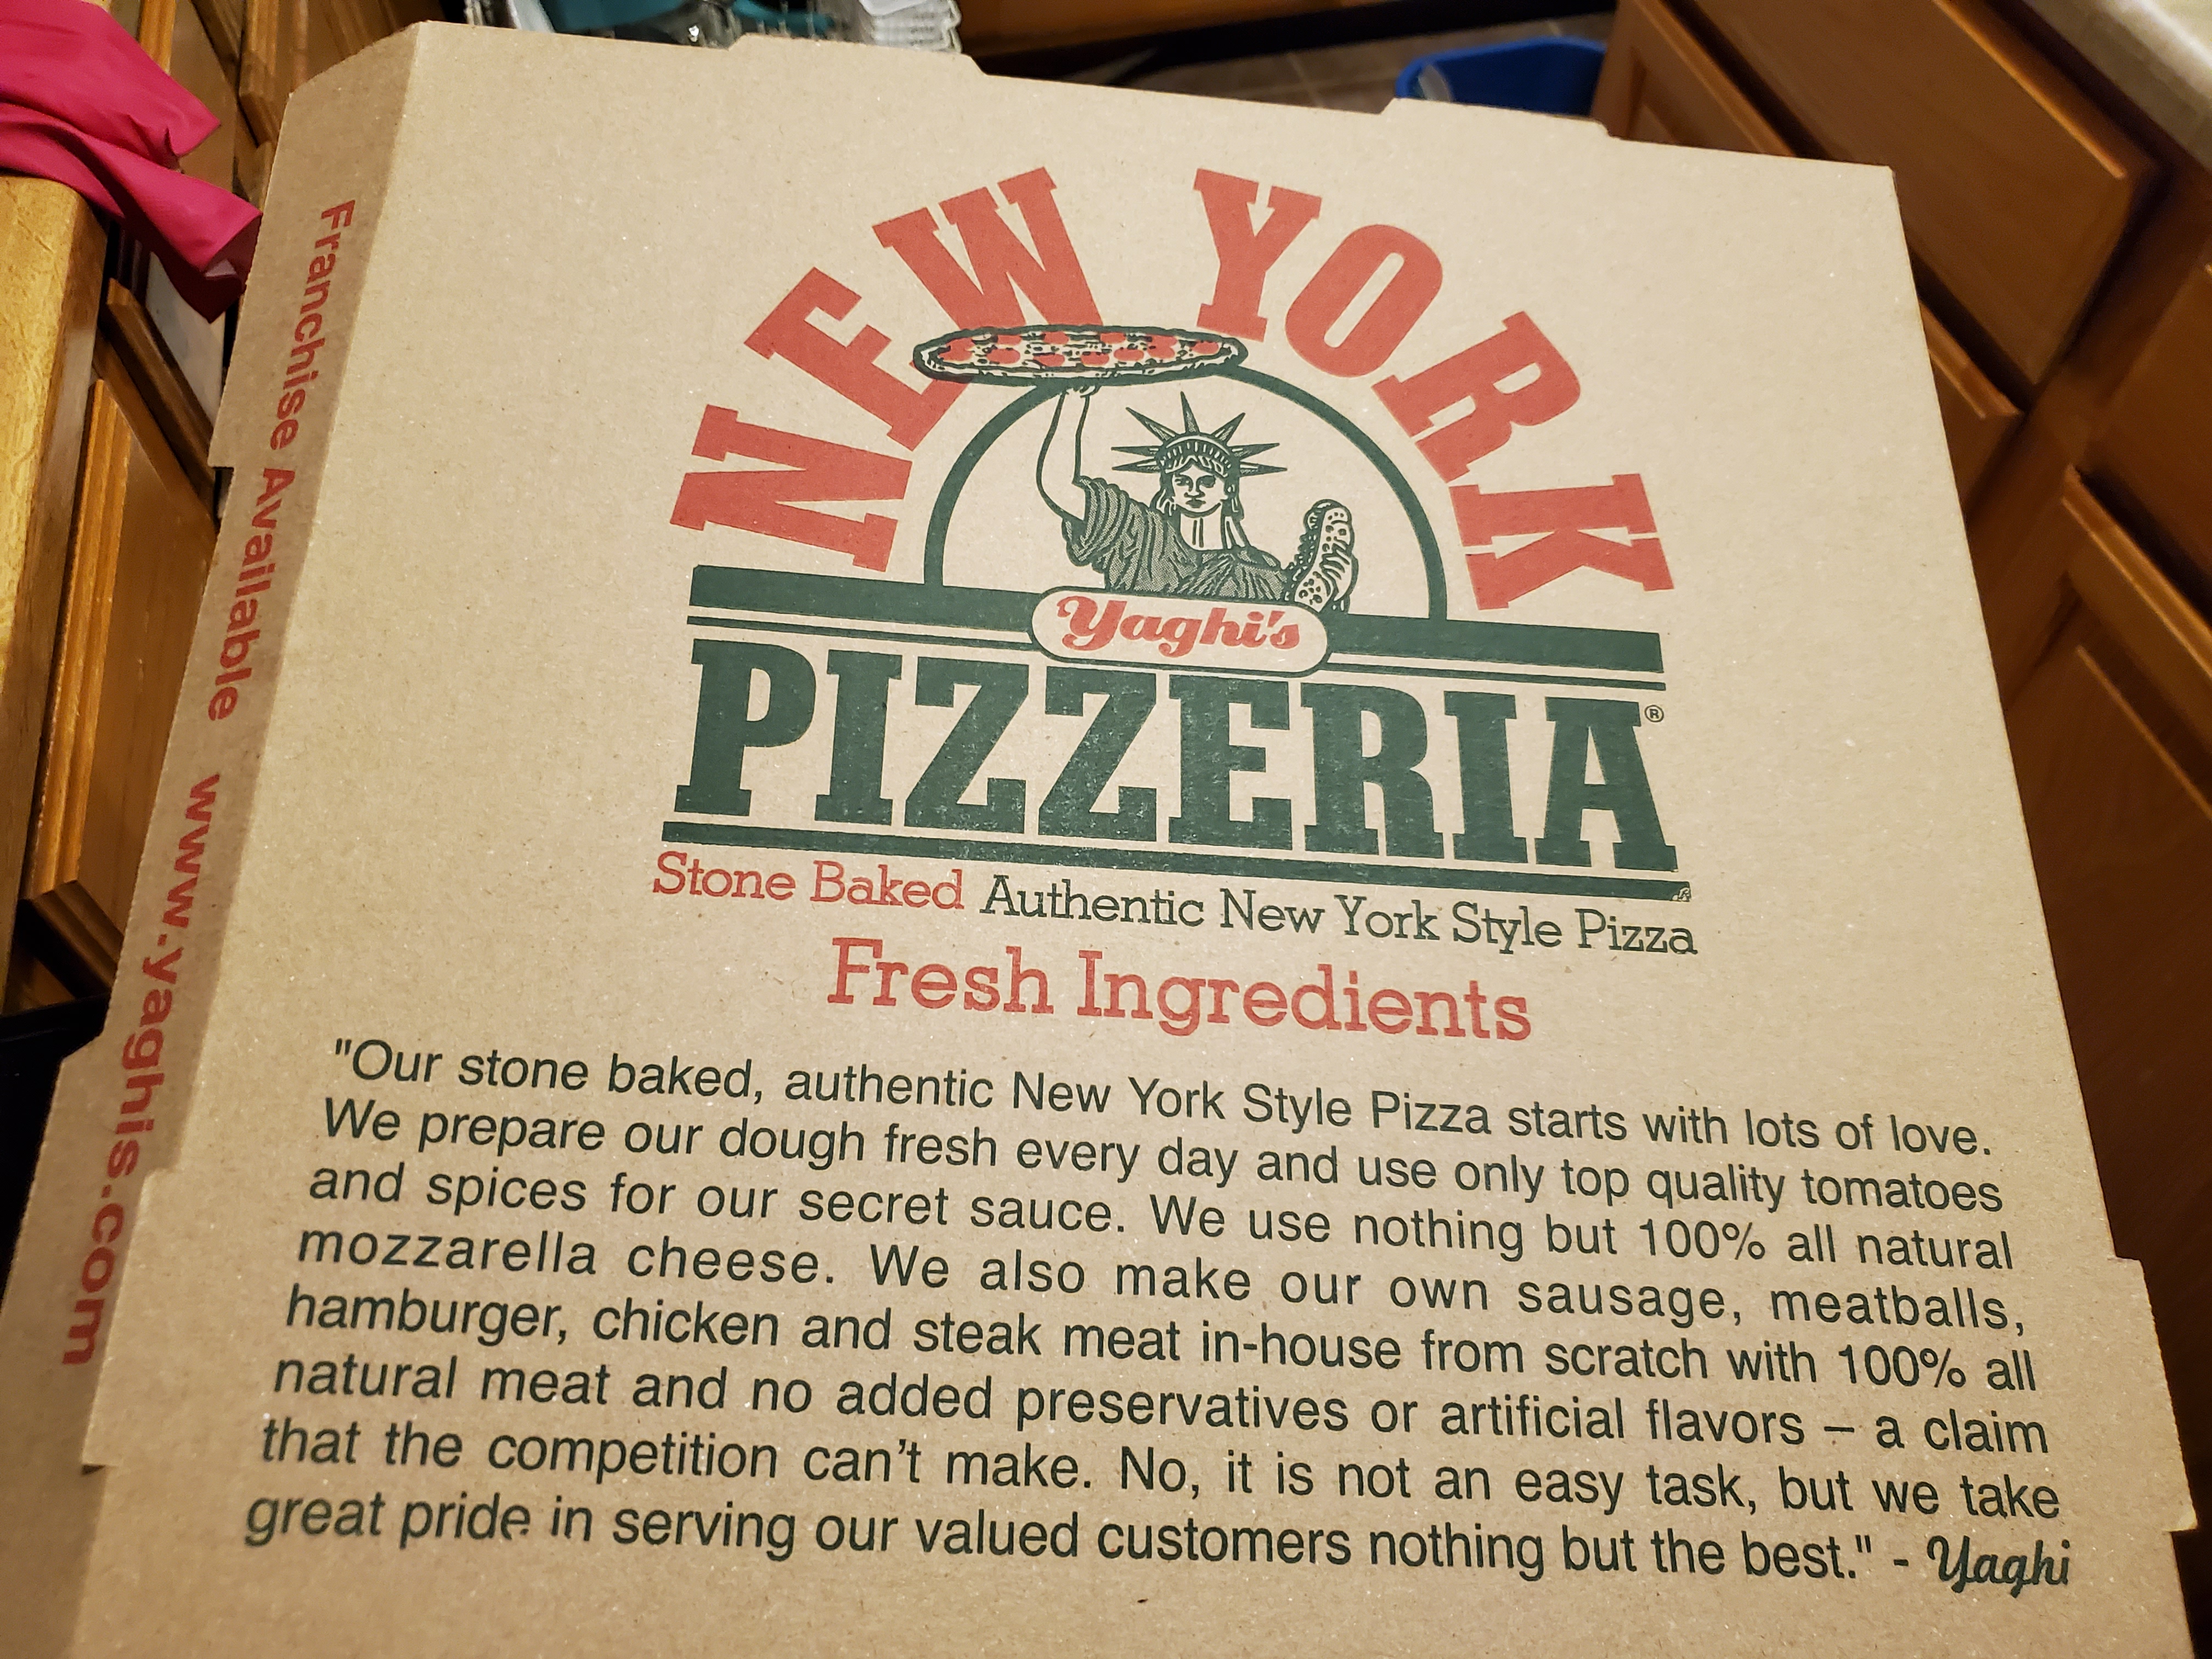 NEW YORK
Yaghi's
PIZZERIA®
Stone Baked Authentic New York Style Pizza
Fresh Ingredients
"Our stone baked, authentic New York Style Pizza starts with lots of love.
We prepare our dough fresh every day and use only top quality tomatoes
and spices for our secret sauce. We use nothing but 100% all natural
mozzarella cheese. We also make our own sausage, meatballs,
hamburger, chicken and steak meat in-house from scratch with 100% all
natural meat and no added preservatives or artificial flavors – a claim
that the competition can't make. No, it is not an easy task, but we take
great pride in serving our valued customers nothing but the best." - Yaghi
Franchise Available www.yaghis.com